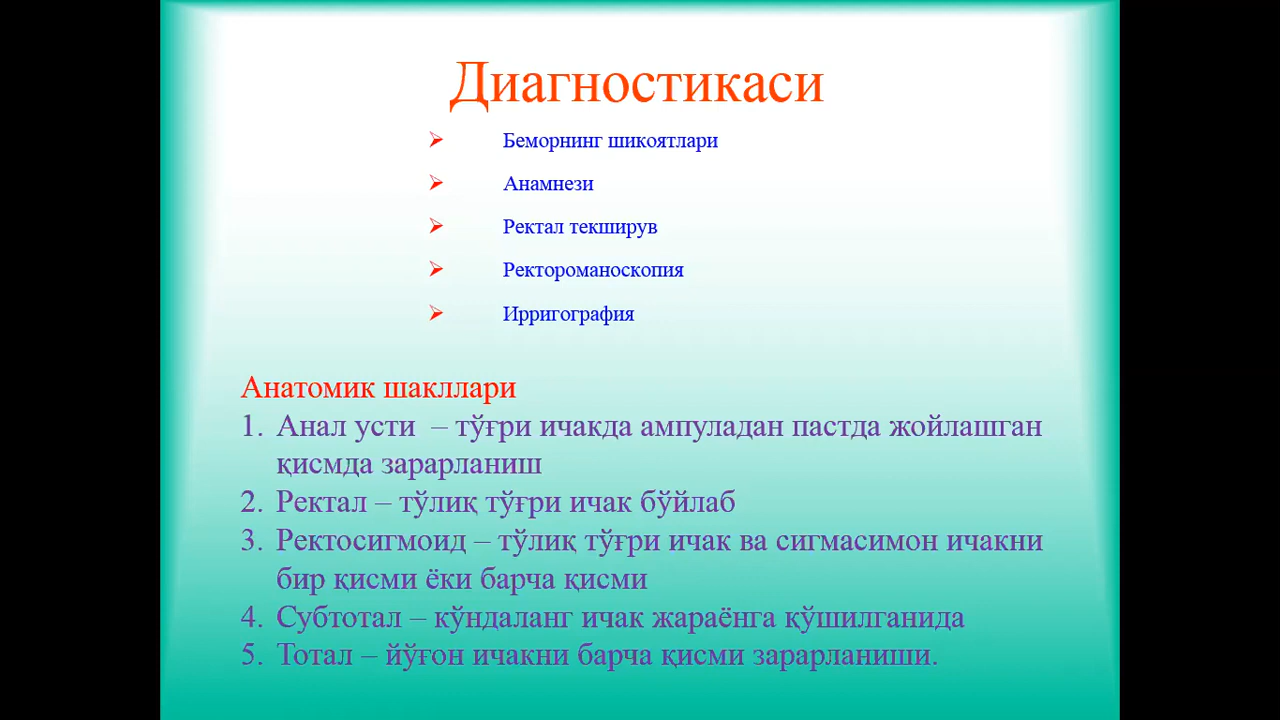 Диагностикаси
Беморнинг шикоятлари
Анамнези
Ректал текширув
Ректороманоскопия
Ирригография
Анатомик шакллари
1. Анал усти – тўғри ичакда ампуладан пастда жойлашган
қисмда зарарланиш
2. Ректал – тўлиқ тўғри ичак бўйлаб
3. Ректосигмоид – тўлиқ тўғри ичак ва сигмасимон ичакни
бир қисми ёки барча қисми
4. Субтотал – кўндаланг ичак жараёнга қўшилганида
5. Тотал – йўғон ичакни барча қисми зарарланиши.